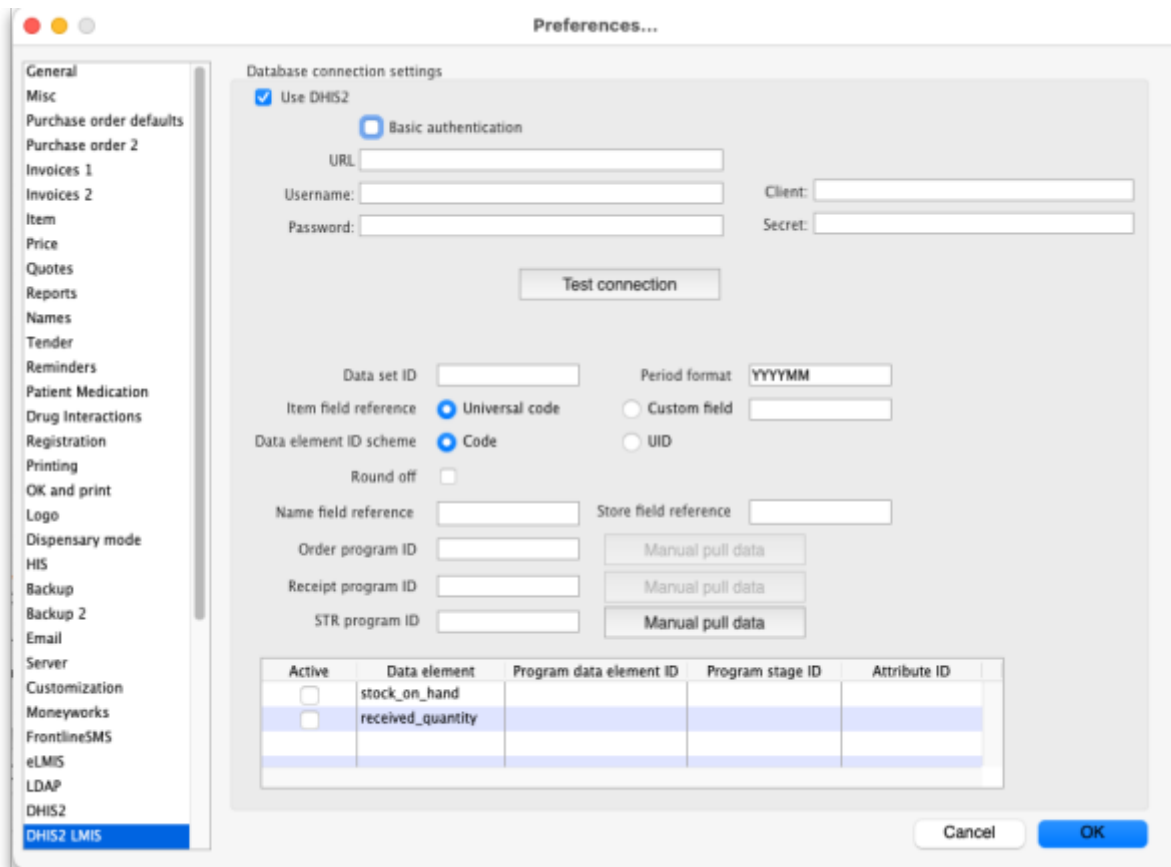 Preferences...
General
Misc
Purchase order defaults
Purchase order 2
Invoices 1
Invoices 2
Item
Price
Quotes
Reports
Names
Tender
Reminders
Patient Medication
Drug Interactions
Registration
Printing
OK and print
Logo
Dispensary mode
HIS
Backup
Backup 2
Email
Server
Customization
Moneyworks
FrontlineSMS
eLMIS
LDAP
DHIS2
DHIS2 LMIS
Database connection settings
Use DHIS2
Basic authentication
URL
Username: Client:
Password: Secret:
Test connection
Data set ID Period format YYYYMM
Item field reference Universal code Custom field
Data element ID scheme Code UID
Round off
Name field reference Store field reference
Order program ID Manual pull data
Receipt program ID Manual pull data
STR program ID Manual pull data
Active Data element Program data element ID Program stage ID Attribute ID
stock_on_hand
received_quantity
Cancel OK